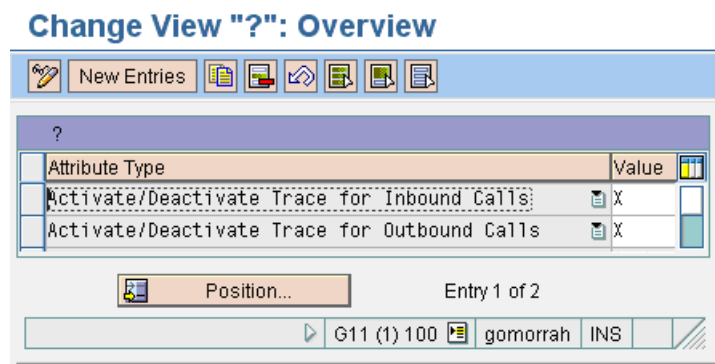 Change View "?": Overview
New Entries
?
Attribute Type Value
Activate/Deactivate Trace for Inbound Calls X
Activate/Deactivate Trace for Outbound Calls X
Position... Entry 1 of 2
G11 (1) 100 gomorrah INS